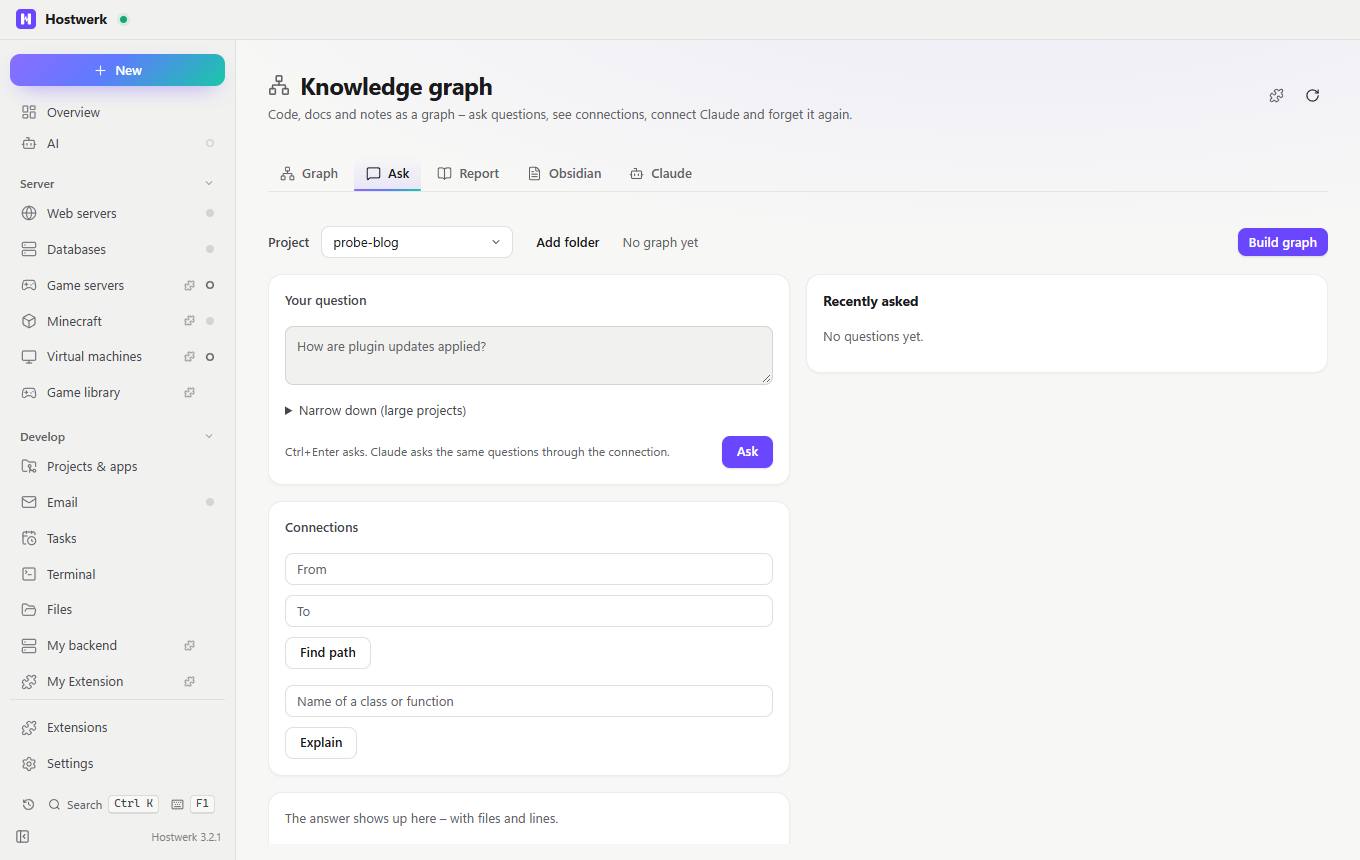 Hostwerk
New
Overview
AI
Server
Web servers
Databases
Game servers
Minecraft
Virtual machines
Game library
Develop
Projects & apps
Email
Tasks
Terminal
Files
My backend
My Extension
Extensions
Settings
Search Ctrl K F1
Hostwerk 3.2.1
Knowledge graph
Code, docs and notes as a graph – ask questions, see connections, connect Claude and forget it again.
Graph Ask Report Obsidian Claude
Project probe-blog Add folder No graph yet Build graph
Your question
How are plugin updates applied?
Narrow down (large projects)
Ctrl+Enter asks. Claude asks the same questions through the connection. Ask
Connections
From
To
Find path
Name of a class or function
Explain
The answer shows up here – with files and lines.
Recently asked
No questions yet.